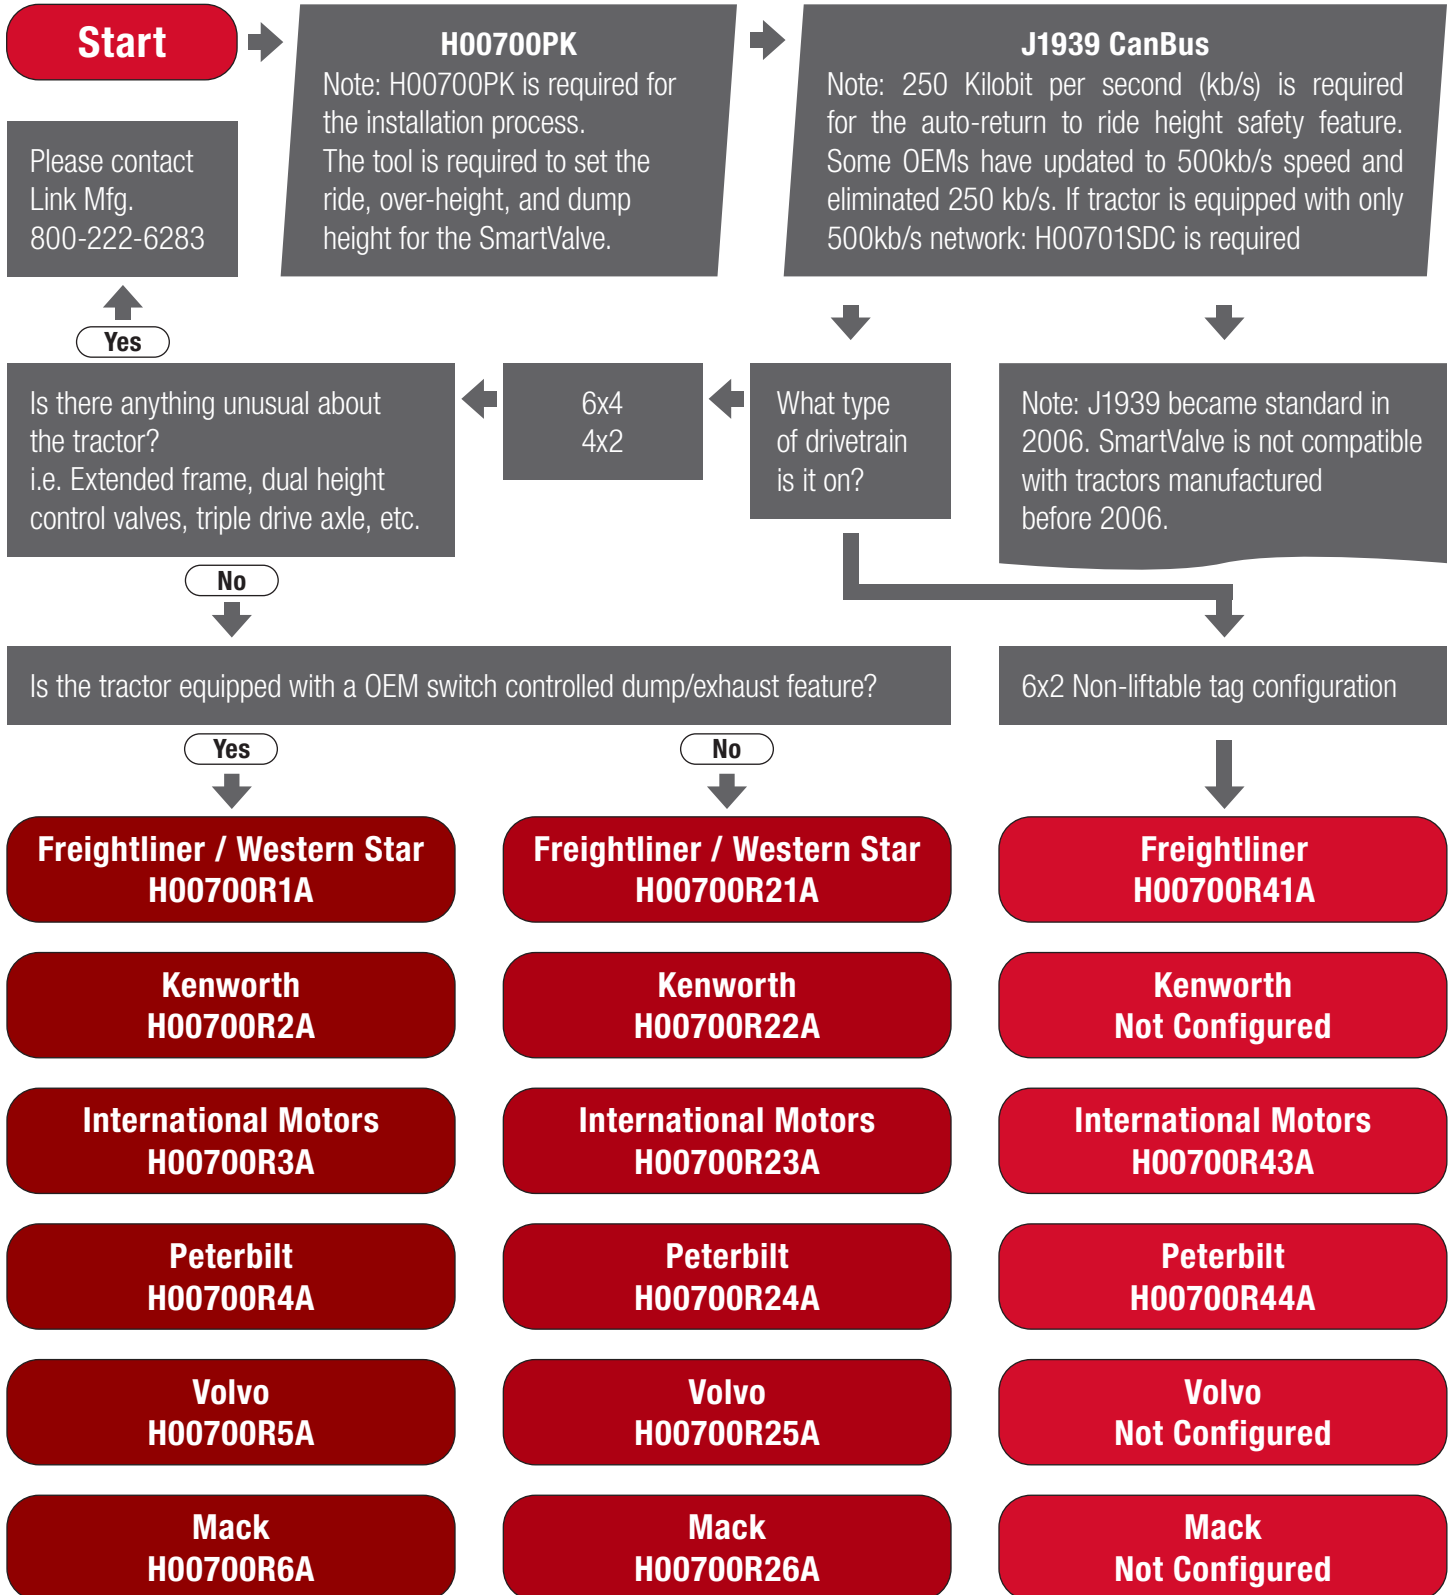 Start
H00700PK
Note: H00700PK is required for
the installation process.
The tool is required to set the
ride, over-height, and dump
height for the SmartValve.
J1939 CanBus
Note: 250 Kilobit per second (kb/s) is required
for the auto-return to ride height safety feature.
Some OEMs have updated to 500kb/s speed and
eliminated 250 kb/s. If tractor is equipped with only
500kb/s network: H00701SDC is required
Please contact
Link Mfg.
800-222-6283
Yes
Is there anything unusual about
the tractor?
i.e. Extended frame, dual height
control valves, triple drive axle, etc.
6x4
4x2
What type
of drivetrain
is it on?
Note: J1939 became standard in
2006. SmartValve is not compatible
with tractors manufactured
before 2006.
No
Is the tractor equipped with a OEM switch controlled dump/exhaust feature?
6x2 Non-liftable tag configuration
Yes
No
Freightliner / Western Star
H00700R1A
Freightliner / Western Star
H00700R21A
Freightliner
H00700R41A
Kenworth
H00700R2A
Kenworth
H00700R22A
Kenworth
Not Configured
International Motors
H00700R3A
International Motors
H00700R23A
International Motors
H00700R43A
Peterbilt
H00700R4A
Peterbilt
H00700R24A
Peterbilt
H00700R44A
Volvo
H00700R5A
Volvo
H00700R25A
Volvo
Not Configured
Mack
H00700R6A
Mack
H00700R26A
Mack
Not Configured